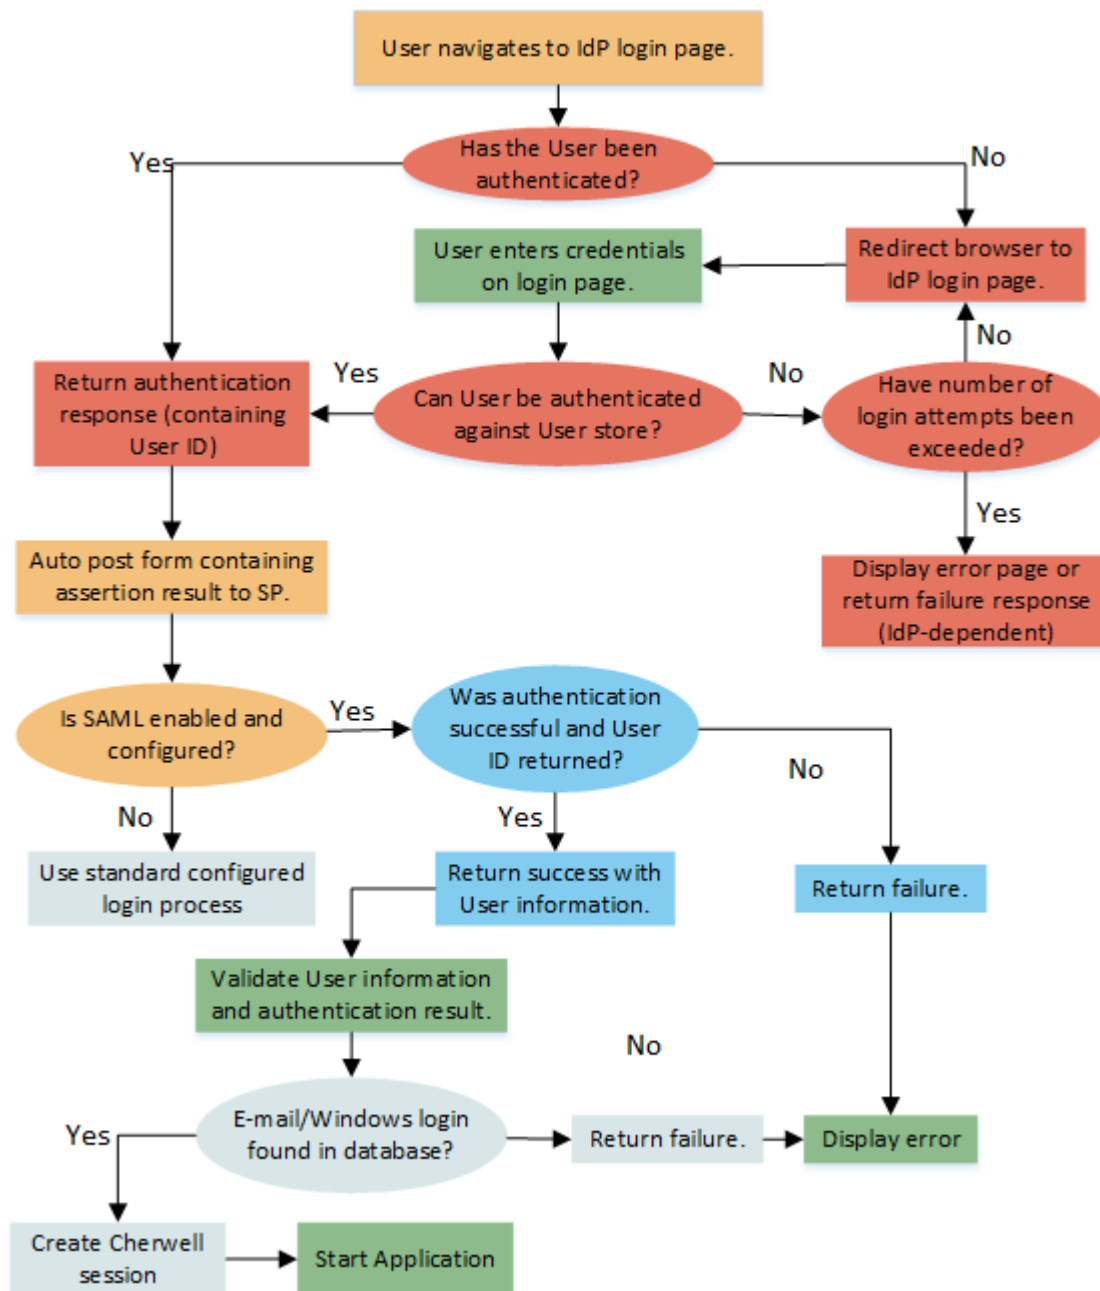 User navigates to IdP login page.
Has the User been
authenticated?
Yes
No
User enters credentials
on login page.
Redirect browser to
IdP login page.
No
Return authentication
response (containing
User ID)
Yes
Can User be authenticated
against User store?
No
Have number of
login attempts been
exceeded?
Yes
Auto post form containing
assertion result to SP.
Display error page or
return failure response
(IdP-dependent)
Is SAML enabled and
configured?
Yes
Was authentication
successful and User
ID returned?
No
No
Yes
Use standard configured
login process
Return success with
User information.
Return failure.
Validate User information
and authentication result.
No
E-mail/Windows login
found in database?
Yes
Return failure.
Display error
Create Cherwell
session
Start Application